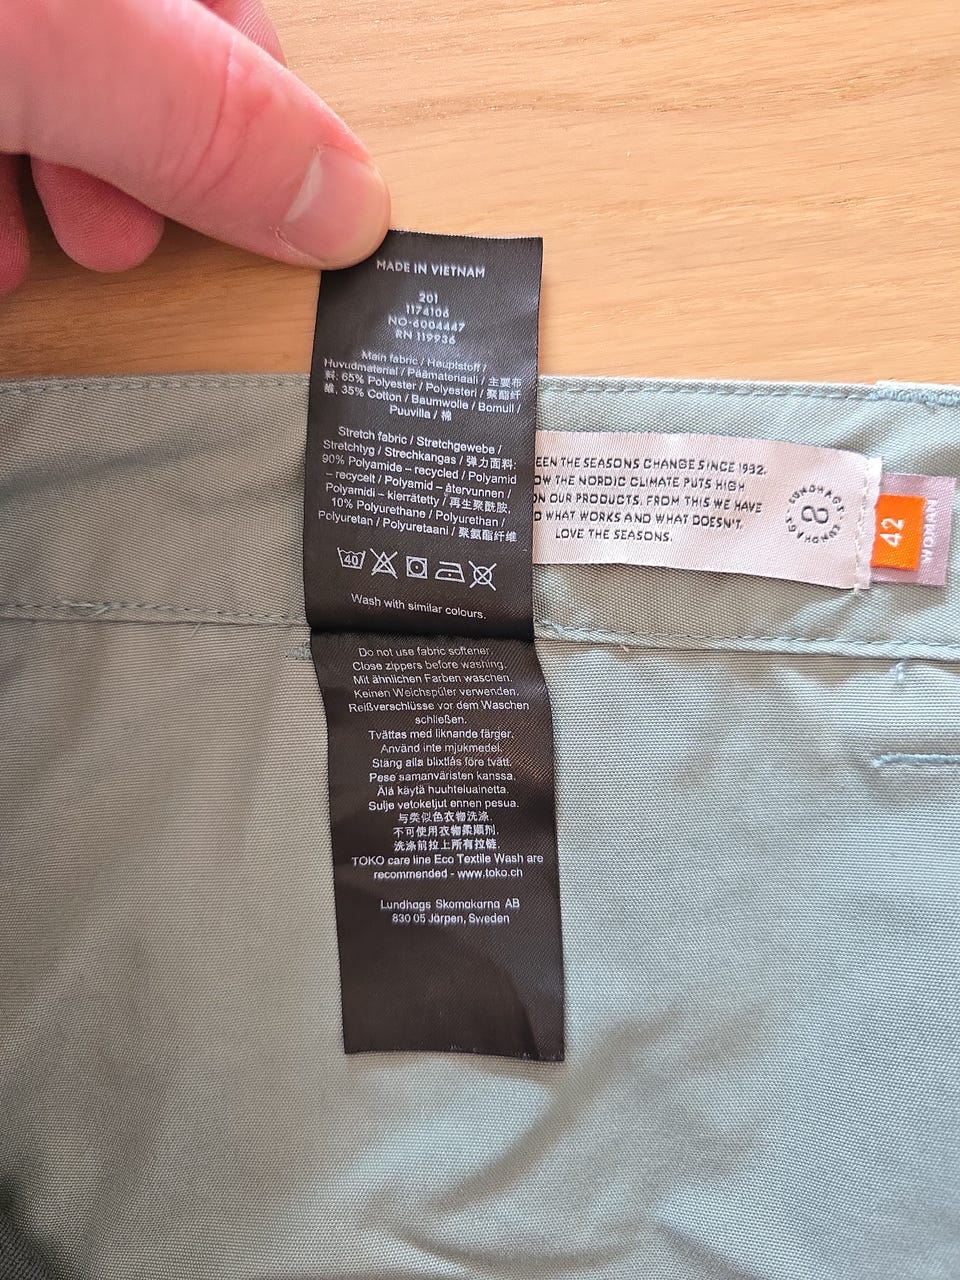 MADE IN VIETNAM
201
1174106
NO-6004447
RN 119936
Main fabric / Hauptstoff /
Huvudmaterial / Päämateriaali / 主要布
料: 65% Polyester / Polyesteri / 聚酯纤
维, 35% Cotton / Baumwolle / Bomull /
Puuvilla / 棉
Stretch fabric / Stretchgewebe /
Stretchtyg / Strechkangas / 弹力面料:
90% Polyamide – recycled / Polyamid
– recycelt / Polyamid – återvunnen /
Polyamidi – kierrätetty / 再生聚酰胺,
10% Polyurethane / Polyurethan /
Polyuretan / Polyuretaani / 聚氨酯纤维
40
Wash with similar colours.
Do not use fabric softener.
Close zippers before washing.
Mit ähnlichen Farben waschen.
Keinen Weichspüler verwenden.
Reißverschlüsse vor dem Waschen
schließen.
Tvättas med liknande färger.
Använd inte mjukmedel.
Stäng alla blixtlås före tvätt.
Pese samanväristen kanssa.
Älä käytä huuhteluainetta.
Sulje vetoketjut ennen pesua.
与类似色衣物洗涤.
不可使用衣物柔顺剂.
洗涤前拉上所有拉链.
TOKO care line Eco Textile Wash are
recommended - www.toko.ch
Lundhags Skomakarna AB
830 05 Järpen, Sweden
EEN THE SEASONS CHANGE SINCE 1932.
OW THE NORDIC CLIMATE PUTS HIGH
ON OUR PRODUCTS. FROM THIS WE HAVE
D WHAT WORKS AND WHAT DOESN'T.
LOVE THE SEASONS.
LUNDHAGS
LUNDHAGS
42
WOMAN